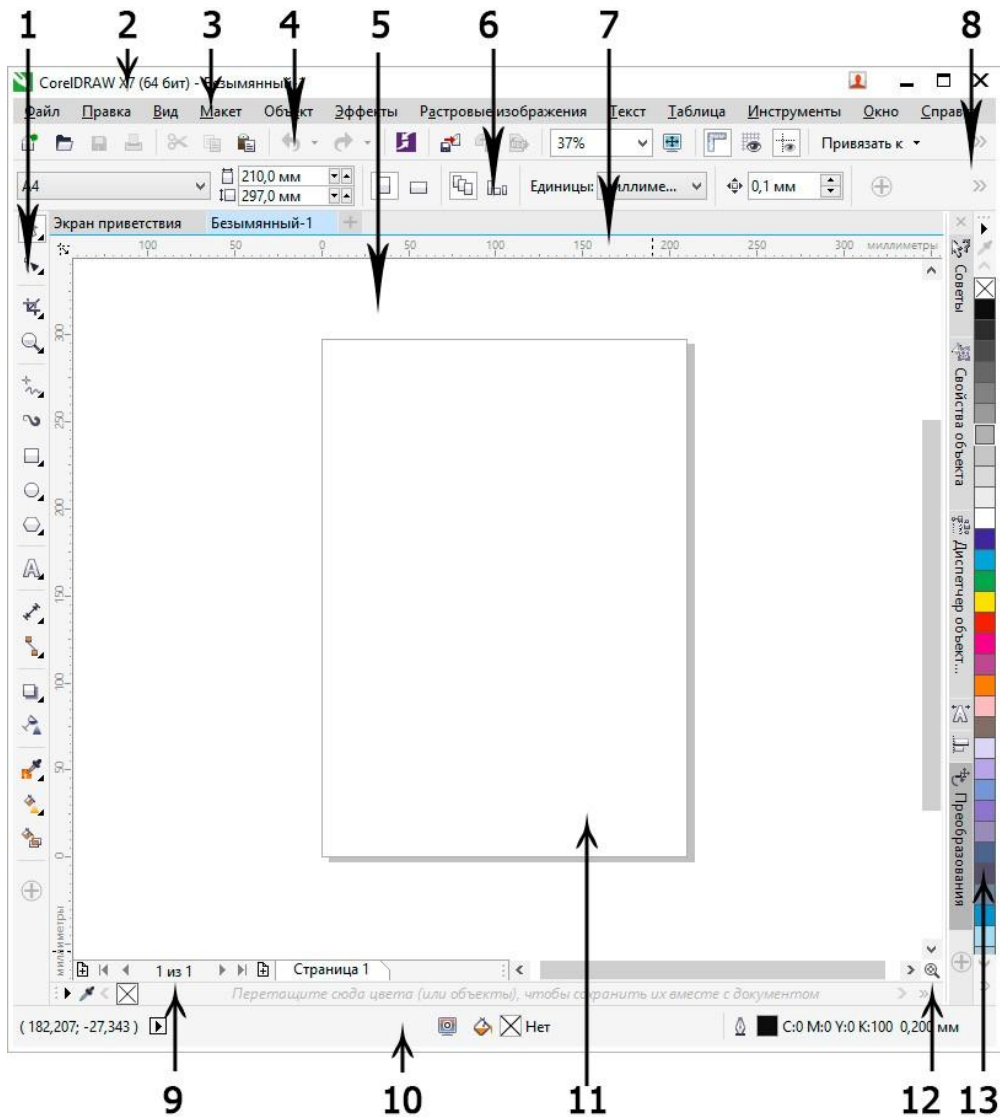 1 2 3 4 5 6 7 8
CorelDRAW X7 (64 бит) - Безымянный-1
Файл Правка Вид Макет Объект Эффекты Растровые изображения Текст Таблица Инструменты Окно Справка
37% Привязать к
A4 210,0 мм Единицы: Миллиме... 0,1 мм
297,0 мм
Экран приветствия Безымянный-1
100 50 0 50 100 150 200 250 300 миллиметры
300
250
200
150
100
50
0
миллиметры
Советы
Свойства объекта
Диспетчер объект...
Преобразования
1 из 1 Страница 1
Перетащите сюда цвета (или объекты), чтобы сохранить их вместе с документом
( 182,207; -27,343 ) Нет C:0 M:0 Y:0 K:100 0,200 мм
9 10 11 12 13